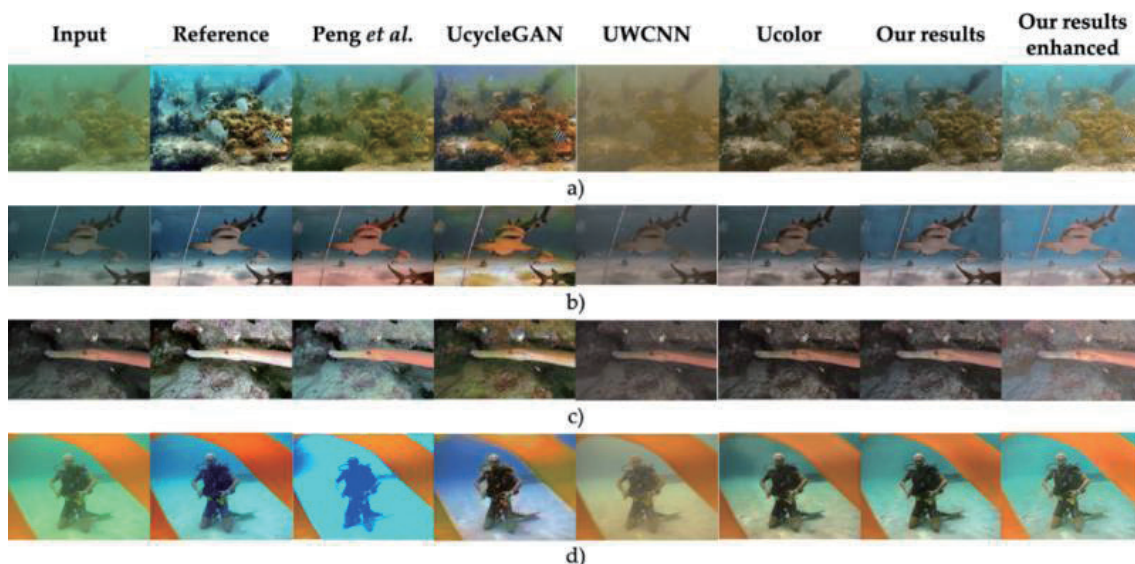 Input Reference Peng et al. UcycleGAN UWCNN Ucolor Our results Our results enhanced
a)
b)
c)
d)